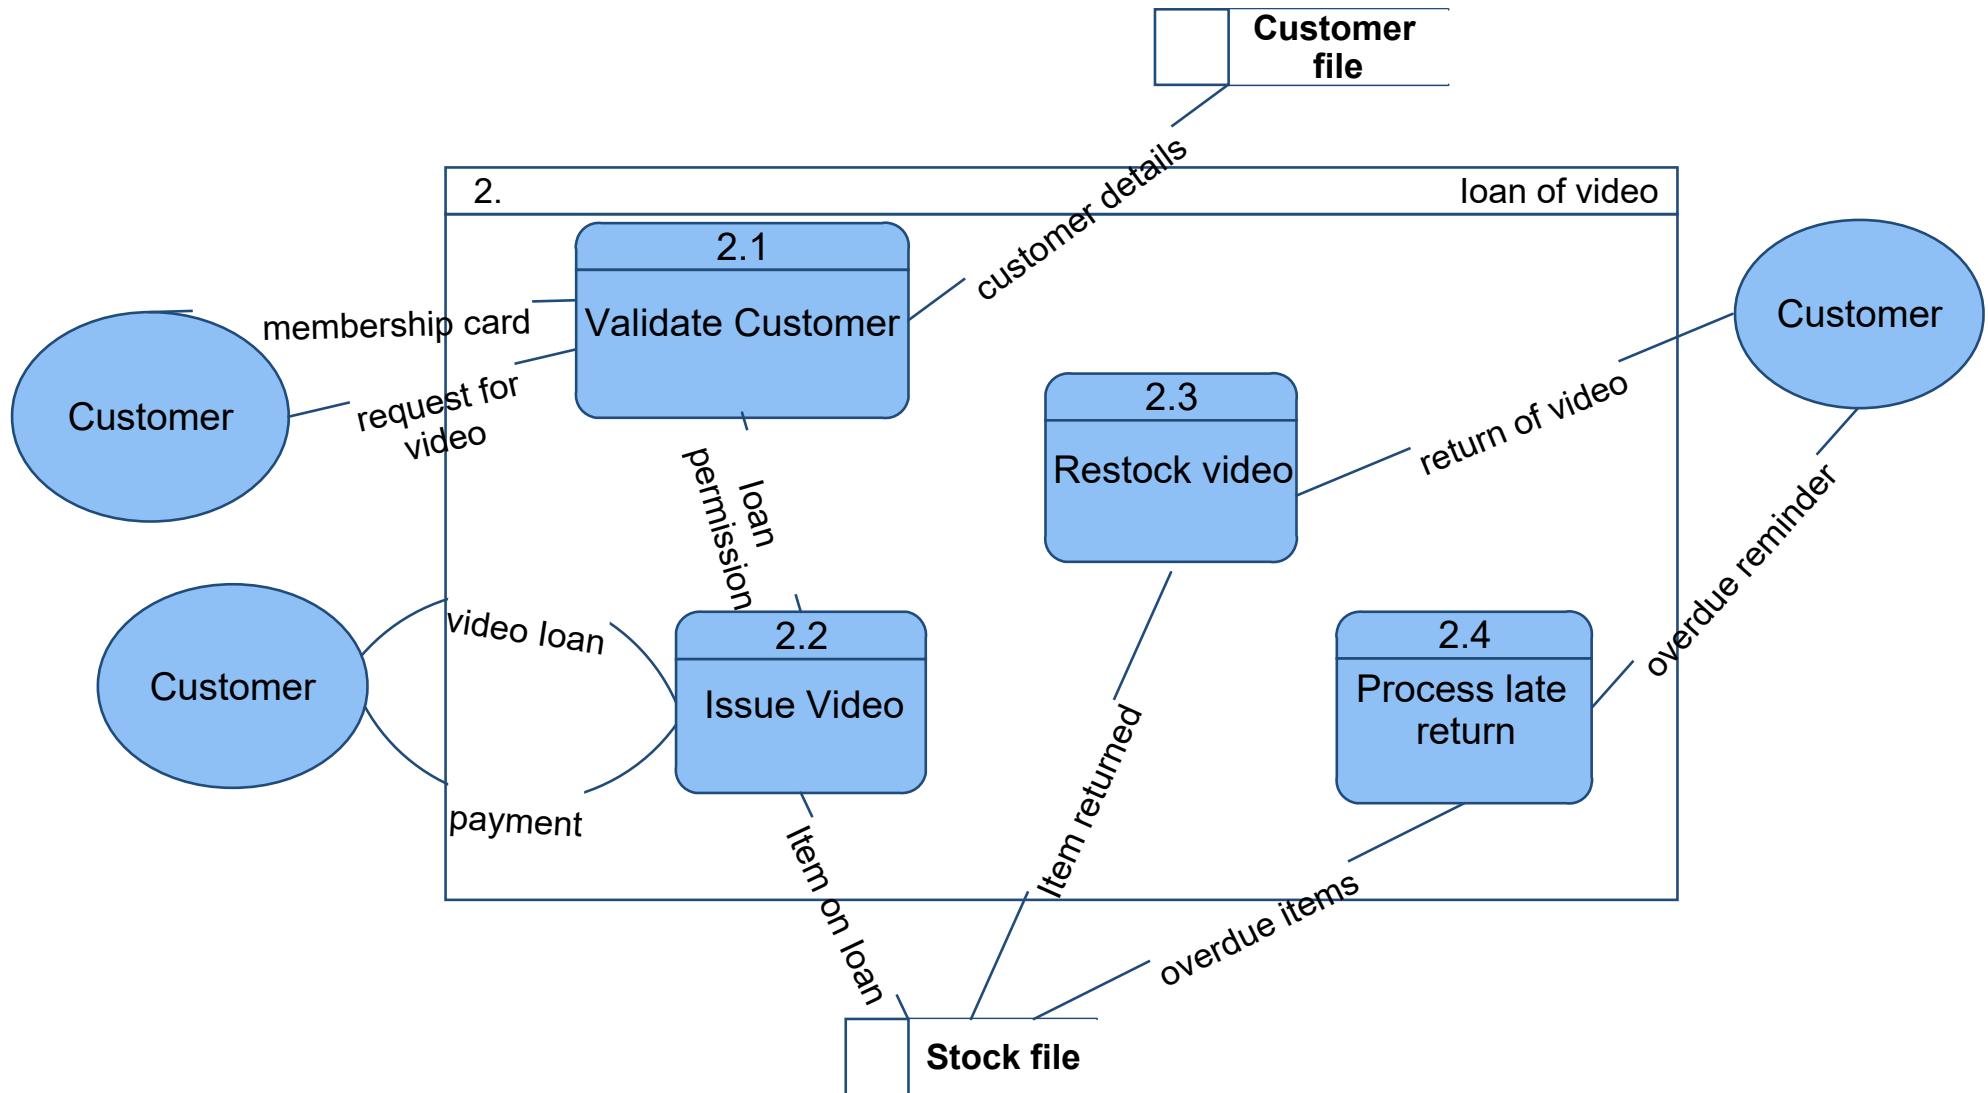 Customer
file
2.
loan of video
customer details
2.1
Validate Customer
membership card
request for
video
Customer
Customer
2.3
Restock video
return of video
loan
permission
overdue reminder
video loan
2.2
Issue Video
Customer
2.4
Process late
return
payment
Item on loan
Item returned
overdue items
Stock file